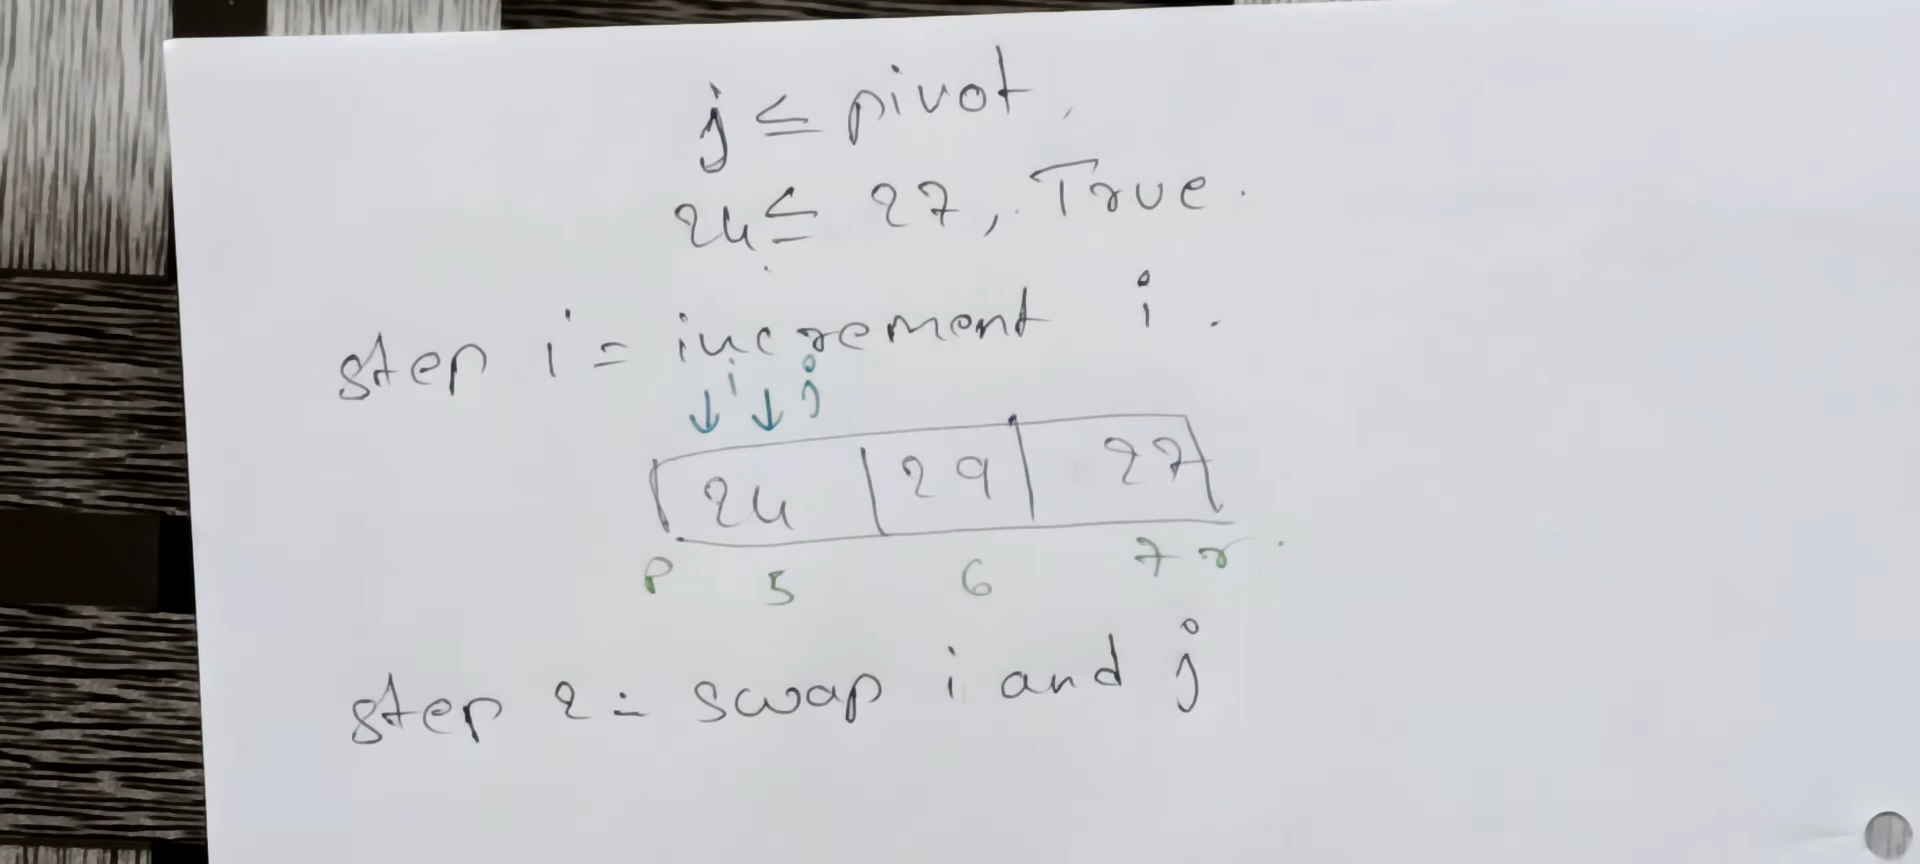 j ≤ pivot.
24 ≤ 27, True.
step 1 = increment i.
↓ i ↓ j
24 | 29 | 27
p 5 6 7 r.
step 2 = swap i and j